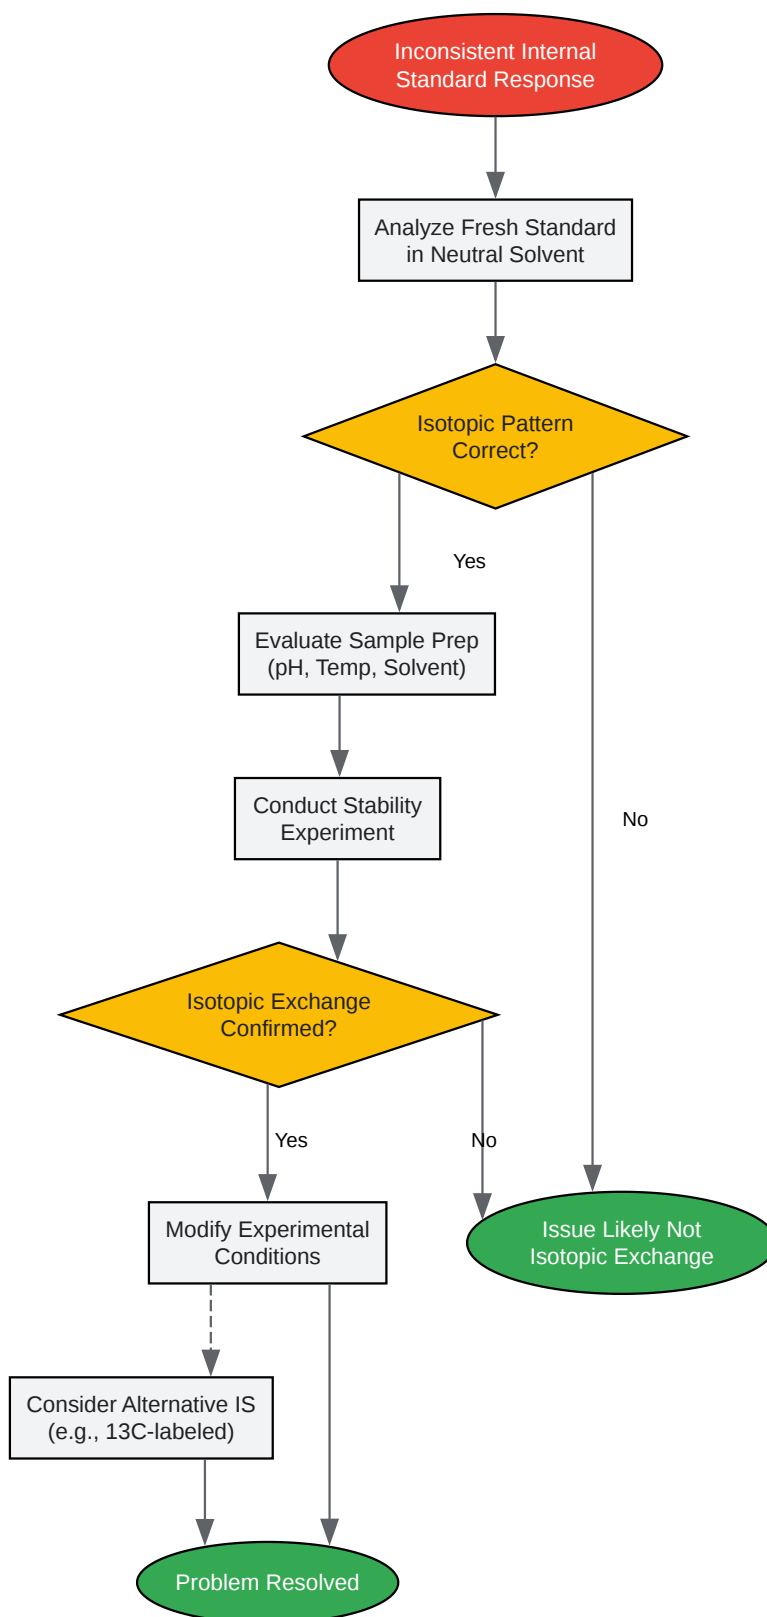 Inconsistent Internal
Standard Response
Analyze Fresh Standard
in Neutral Solvent
Isotopic Pattern
Correct?
Yes
Evaluate Sample Prep
(pH, Temp, Solvent)
Conduct Stability
Experiment
No
Isotopic Exchange
Confirmed?
Yes
No
Modify Experimental
Conditions
Issue Likely Not
Isotopic Exchange
Consider Alternative IS
(e.g., 13C-labeled)
Problem Resolved